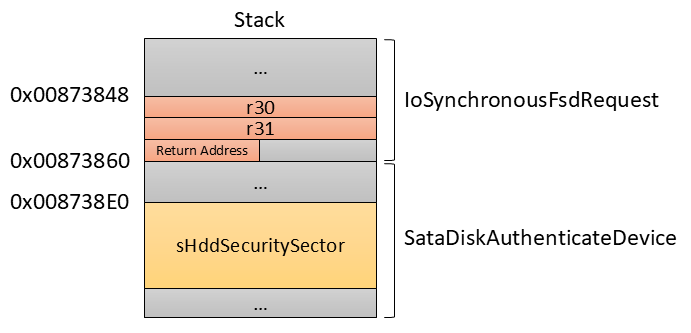 Stack
...
0x00873848
r30
IoSynchronousFsdRequest
r31
Return Address
0x00873860
...
0x008738E0
sHddSecuritySector
SataDiskAuthenticateDevice
...